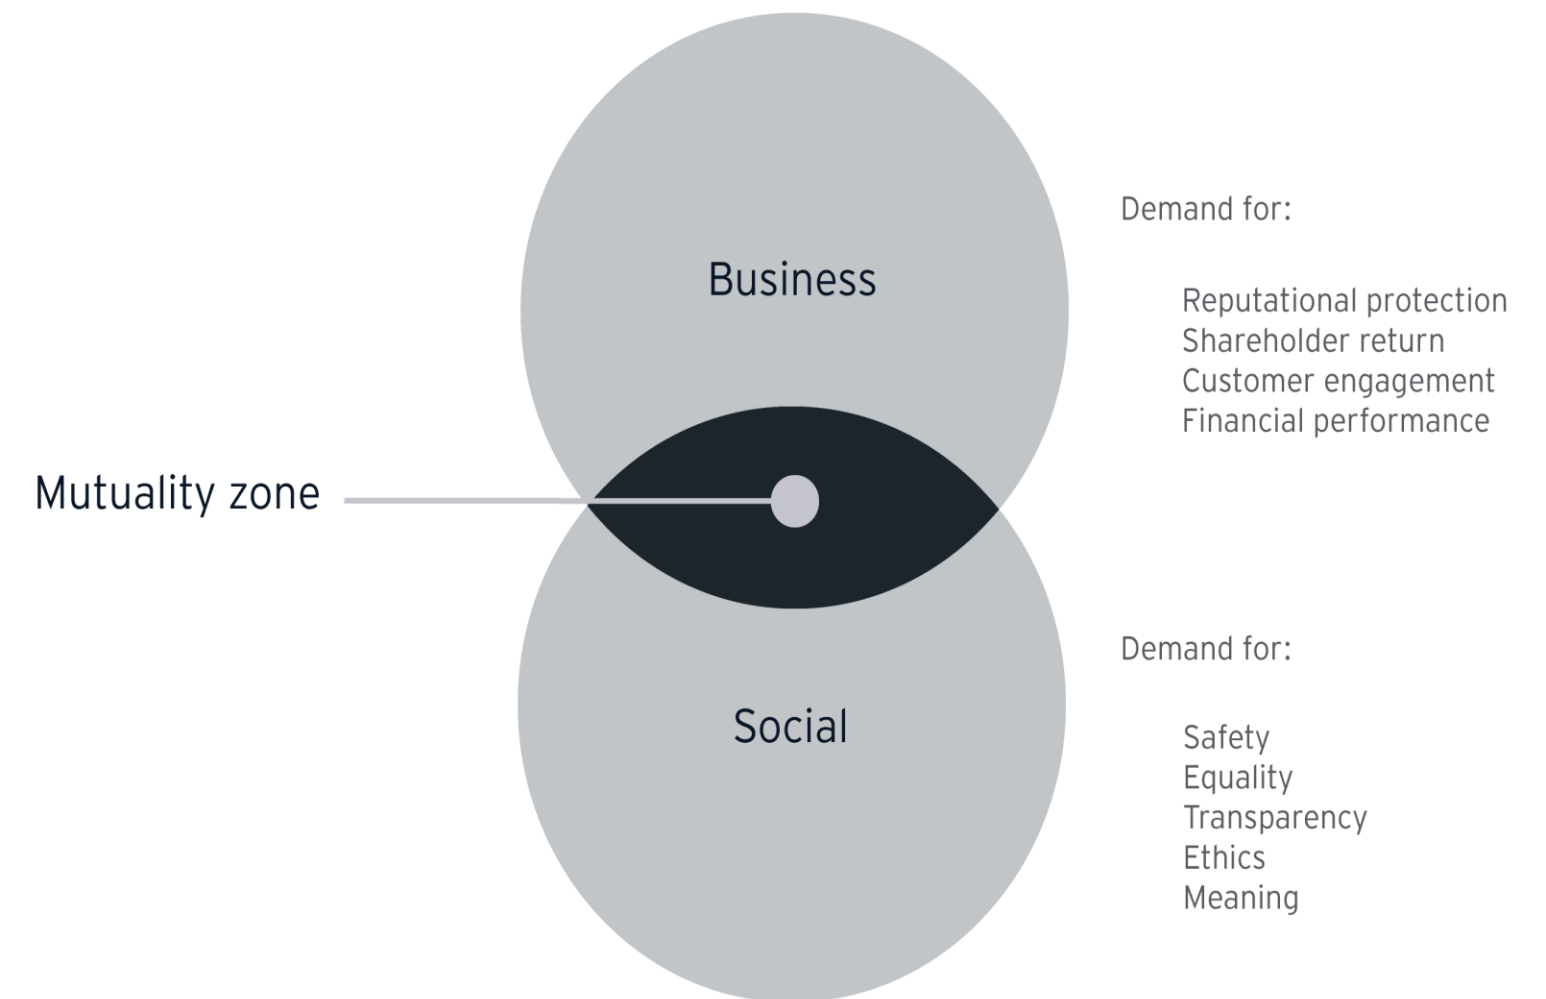 Business
Demand for:
Reputational protection
Shareholder return
Customer engagement
Financial performance
Mutuality zone
Social
Demand for:
Safety
Equality
Transparency
Ethics
Meaning